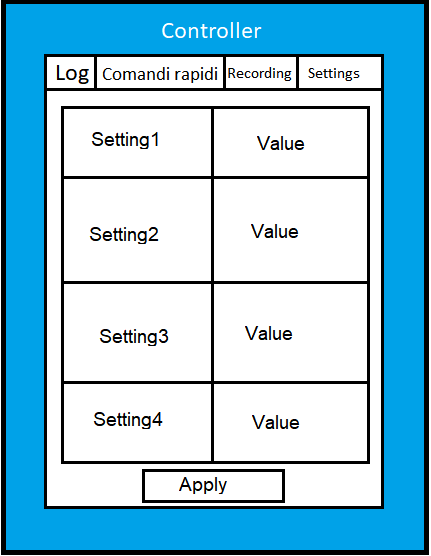 Controller
Log Comandi rapidi Recording Settings
Setting1 Value
Setting2 Value
Setting3 Value
Setting4 Value
Apply